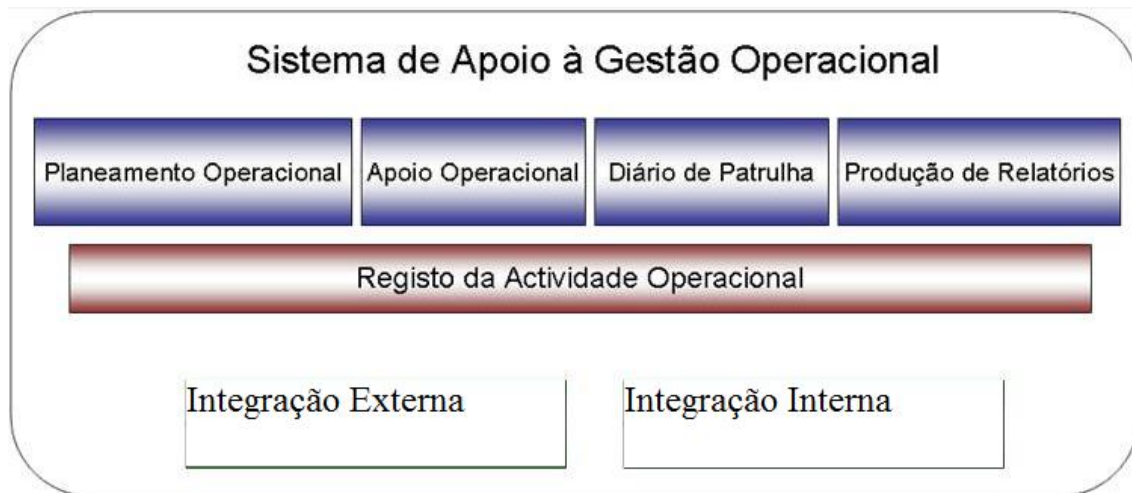 Sistema de Apoio à Gestão Operacional
Planeamento Operacional
Apoio Operacional
Diário de Patrulha
Produção de Relatórios
Registo da Actividade Operacional
Integração Externa
Integração Interna